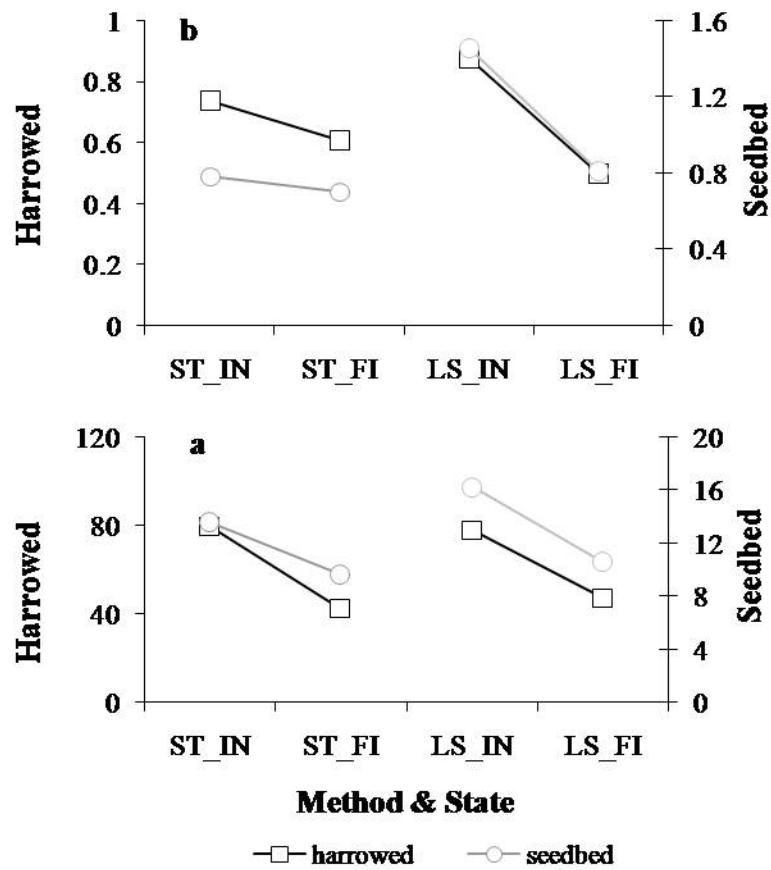 b
1
0.8
0.6
0.4
0.2
0
Harrowed
1.6
1.2
0.8
0.4
0
Seedbed
ST_IN ST_FI LS_IN LS_FI
a
120
80
40
0
Harrowed
20
16
12
8
4
0
Seedbed
ST_IN ST_FI LS_IN LS_FI
Method & State
harrowed seedbed